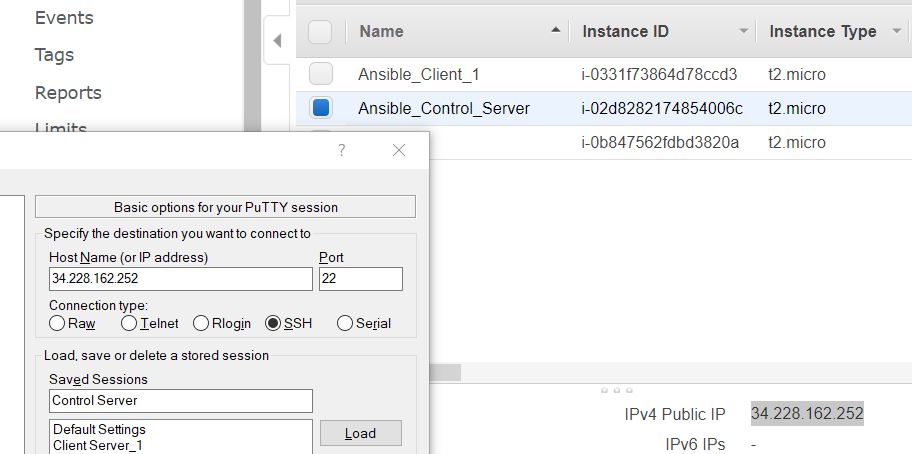 Events
Tags
Reports
Limits
Name
Instance ID
Instance Type
Ansible_Client_1
i-0331f73864d78ccd3
t2.micro
Ansible_Control_Server
i-02d8282174854006c
t2.micro
i-0b847562fdbd3820a
t2.micro
?
Basic options for your PuTTY session
Specify the destination you want to connect to
Host Name (or IP address)
Port
34.228.162.252
22
Connection type:
Raw
Telnet
Rlogin
SSH
Serial
Load, save or delete a stored session
Saved Sessions
Control Server
Default Settings
Client Server_1
Load
IPv4 Public IP
34.228.162.252
IPv6 IPs
-